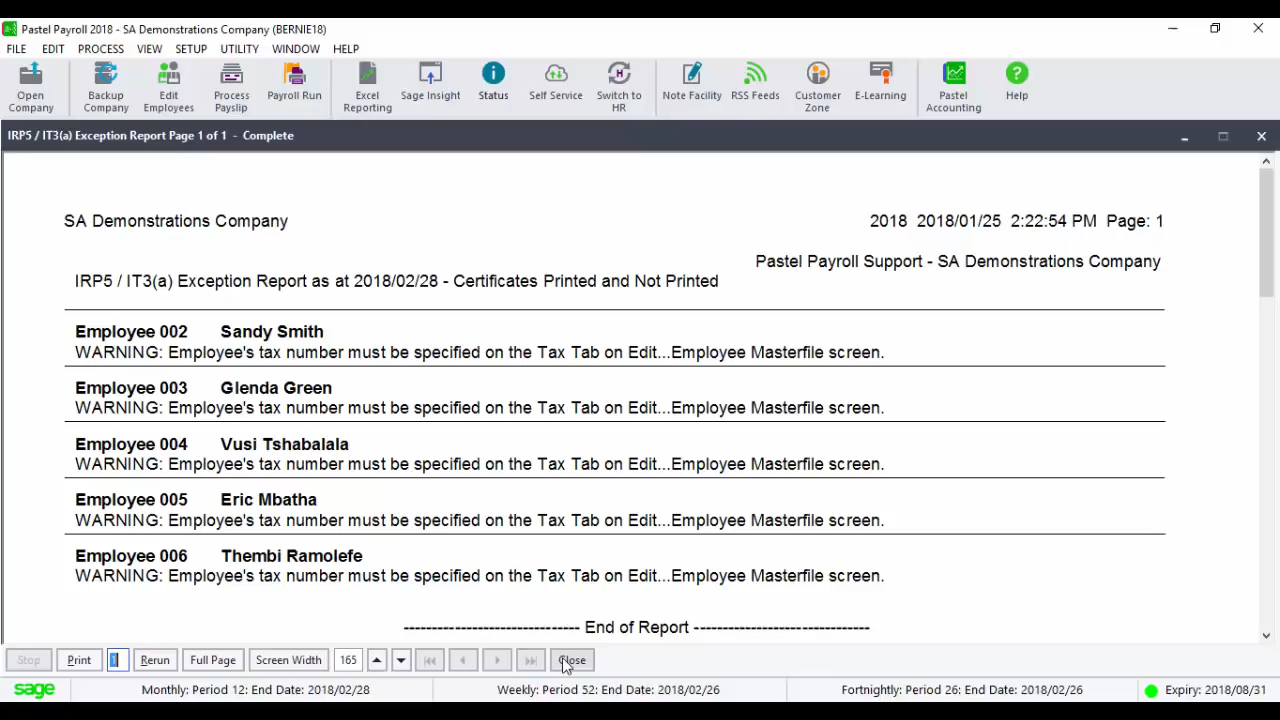 Pastel Payroll 2018 - SA Demonstrations Company (BERNIE18)
FILE EDIT PROCESS VIEW SETUP UTILITY WINDOW HELP
Open Company
Backup Company
Edit Employees
Process Payslip
Payroll Run
Excel Reporting
Sage Insight
Status
Self Service
Switch to HR
Note Facility
RSS Feeds
Customer Zone
E-Learning
Pastel Accounting
Help
IRP5 / IT3(a) Exception Report Page 1 of 1 - Complete
SA Demonstrations Company 2018 2018/01/25 2:22:54 PM Page: 1
Pastel Payroll Support - SA Demonstrations Company
IRP5 / IT3(a) Exception Report as at 2018/02/28 - Certificates Printed and Not Printed
Employee 002 Sandy Smith
WARNING: Employee's tax number must be specified on the Tax Tab on Edit...Employee Masterfile screen.
Employee 003 Glenda Green
WARNING: Employee's tax number must be specified on the Tax Tab on Edit...Employee Masterfile screen.
Employee 004 Vusi Tshabalala
WARNING: Employee's tax number must be specified on the Tax Tab on Edit...Employee Masterfile screen.
Employee 005 Eric Mbatha
WARNING: Employee's tax number must be specified on the Tax Tab on Edit...Employee Masterfile screen.
Employee 006 Thembi Ramolefe
WARNING: Employee's tax number must be specified on the Tax Tab on Edit...Employee Masterfile screen.
------------------------------ End of Report ------------------------------
Stop Print 1 Rerun Full Page Screen Width 165 Close
sage Monthly: Period 12: End Date: 2018/02/28 Weekly: Period 52: End Date: 2018/02/26 Fortnightly: Period 26: End Date: 2018/02/26 Expiry: 2018/08/31